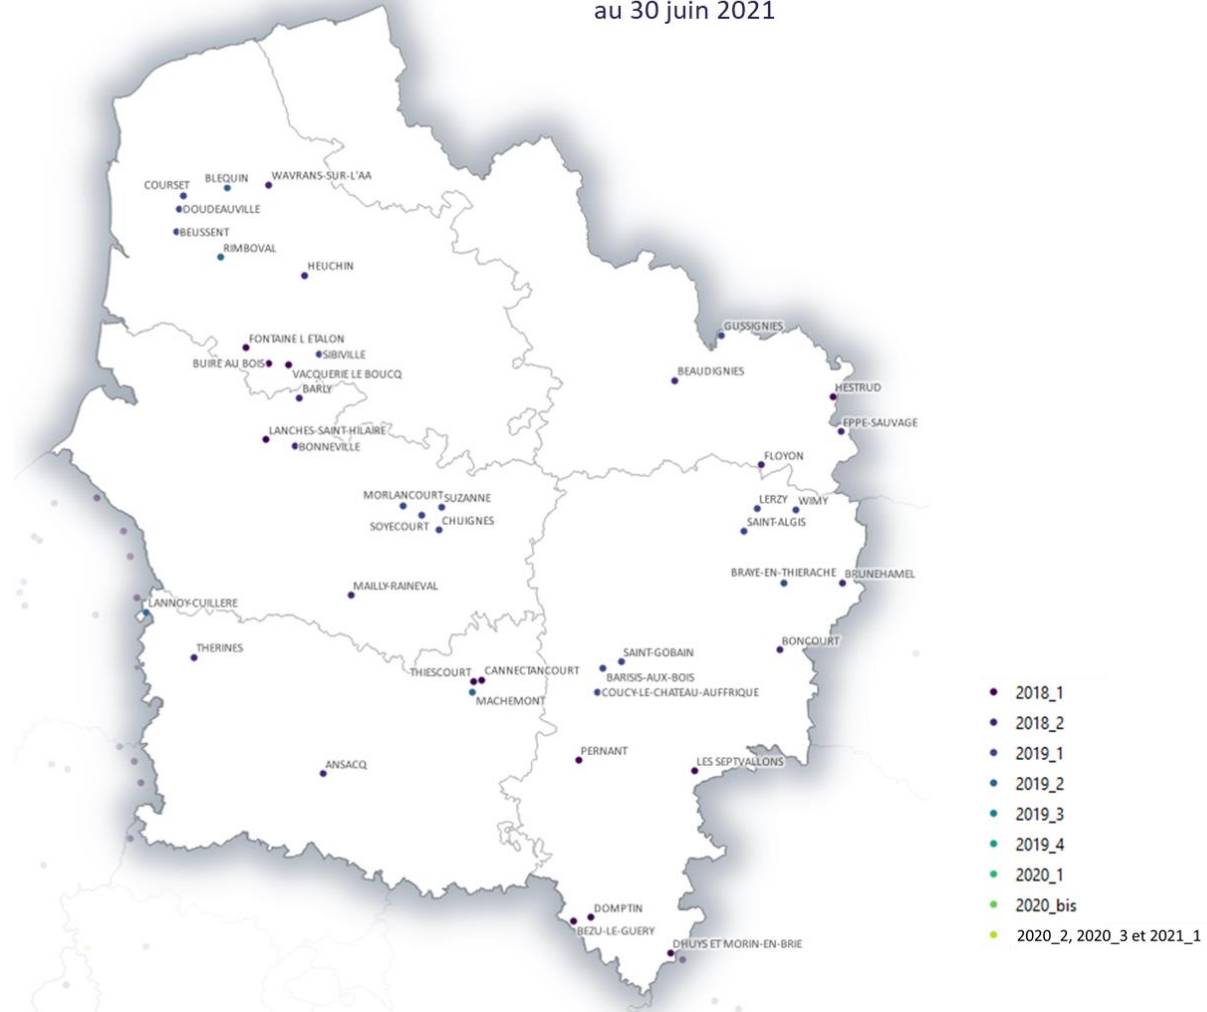 au 30 juin 2021
WAVRANS-SUR-L'AA
BLEQUIN
COURSET
DOUDEAUVILLE
BEUSSENT
RIMBOVAL
HEUCHIN
GUSSIGNIES
FONTAINE L ETALON
SIBIVILLE
BUIRE AU BOIS
VACQUERIE LE BOUCQ
BEAUDIGNIES
BARLY
HESTRUD
EPPE-SAUVAGE
LANCHES-SAINT-HILAIRE
BONNEVILLE
FLOYON
MORLANCOURT
SUZANNE
LERZY
WIMY
SOYECOURT
CHUIGNES
SAINT-ALGIS
BRAYE-EN-THIERACHE
BRUNEHAMEL
MAILLY-RAINEVAL
LANNOY-CUILLERE
BONCOURT
THERINES
SAINT-GOBAIN
THIESCOURT
CANNECTANCOURT
BARISIS-AUX-BOIS
COUCY-LE-CHATEAU-AUFFRIQUE
MACHEMONT
PERNANT
LES SEPTVALLONS
ANSACQ
DOMPTIN
BEZU-LE-GUERY
DHUYS ET MORIN-EN-BRIE
2018_1
2018_2
2019_1
2019_2
2019_3
2019_4
2020_1
2020_bis
2020_2, 2020_3 et 2021_1